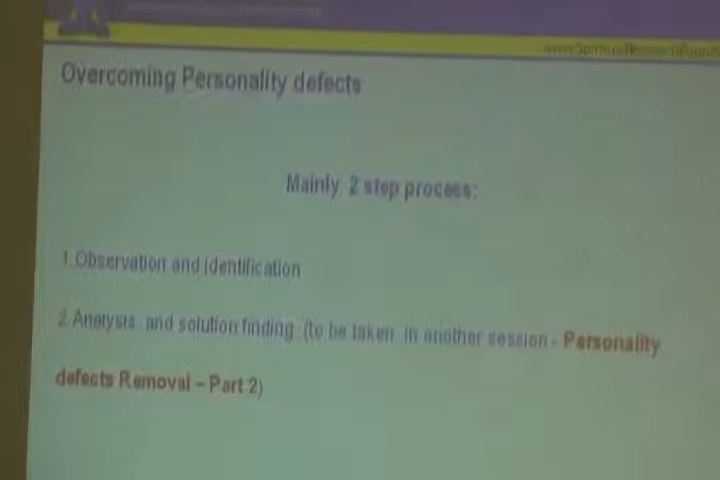 Overcoming Personality defects
Mainly 2 step process:
1.Observation and identification
2.Analysis and solution finding (to be taken in another session - Personality
defects Removal – Part 2)